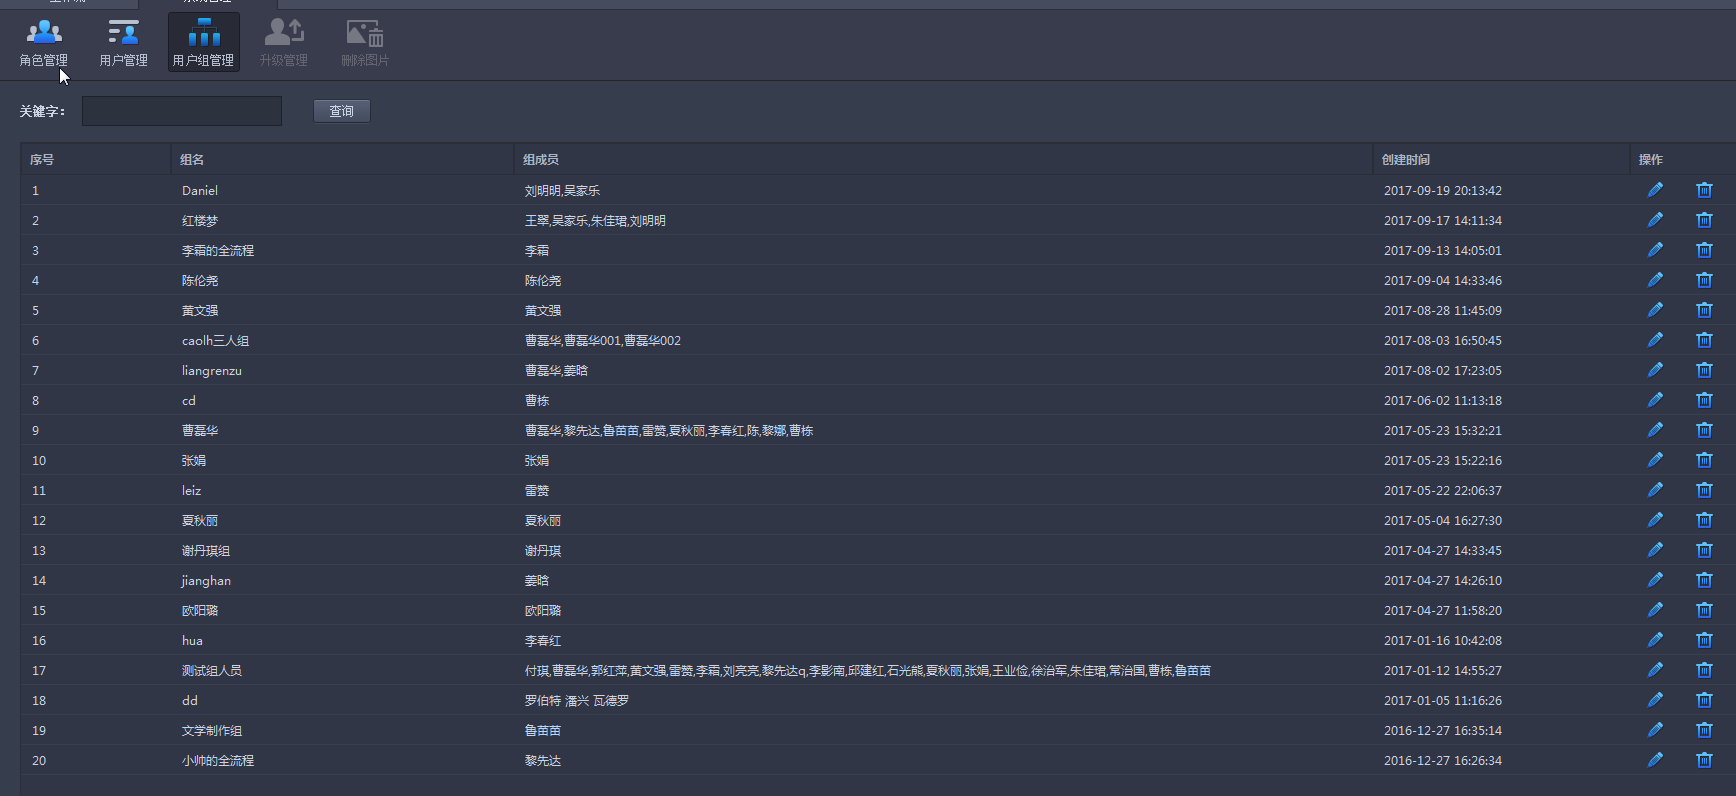 角色管理 用户管理 用户组管理 升级管理 删除图片
关键字： 查询
序号 组名 组成员 创建时间 操作
1 Daniel 刘明明,吴家乐 2017-09-19 20:13:42
2 红楼梦 王翠,吴家乐,朱佳珺,刘明明 2017-09-17 14:11:34
3 李霜的全流程 李霜 2017-09-13 14:05:01
4 陈伦尧 陈伦尧 2017-09-04 14:33:46
5 黄文强 黄文强 2017-08-28 11:45:09
6 caolh三人组 曹磊华,曹磊华001,曹磊华002 2017-08-03 16:50:45
7 liangrenzu 曹磊华,姜晗 2017-08-02 17:23:05
8 cd 曹栋 2017-06-02 11:13:18
9 曹磊华 曹磊华,黎先达,鲁苗苗,雷赞,夏秋丽,李春红,陈,黎娜,曹栋 2017-05-23 15:32:21
10 张娟 张娟 2017-05-23 15:22:16
11 leiz 雷赞 2017-05-22 22:06:37
12 夏秋丽 夏秋丽 2017-05-04 16:27:30
13 谢丹琪组 谢丹琪 2017-04-27 14:33:45
14 jianghan 姜晗 2017-04-27 14:26:10
15 欧阳璐 欧阳璐 2017-04-27 11:58:20
16 hua 李春红 2017-01-16 10:42:08
17 测试组人员 付琪,曹磊华,郭红萍,黄文强,雷赞,李霜,刘亮亮,黎先达q,李影南,邱建红,石光熊,夏秋丽,张娟,王业俭,徐治军,朱佳珺,常治国,曹栋,鲁苗苗 2017-01-12 14:55:27
18 dd 罗伯特 潘兴 瓦德罗 2017-01-05 11:16:26
19 文学制作组 鲁苗苗 2016-12-27 16:35:14
20 小帅的全流程 黎先达 2016-12-27 16:26:34